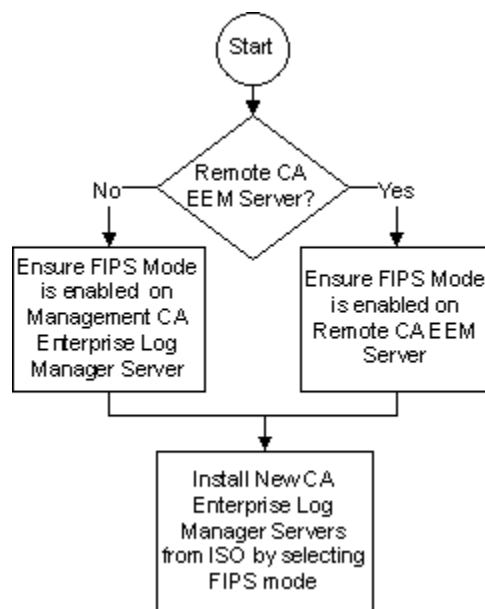 Start
Remote CA
EEM Server?
No
Yes
Ensure FIPS Mode
is enabled on
Management CA
Enterprise Log
Manager Server
Ensure FIPS Mode
is enabled on
Remote CA EEM
Server
Install New CA
Enterprise Log
Manager Servers
from ISO by selecting
FIPS mode